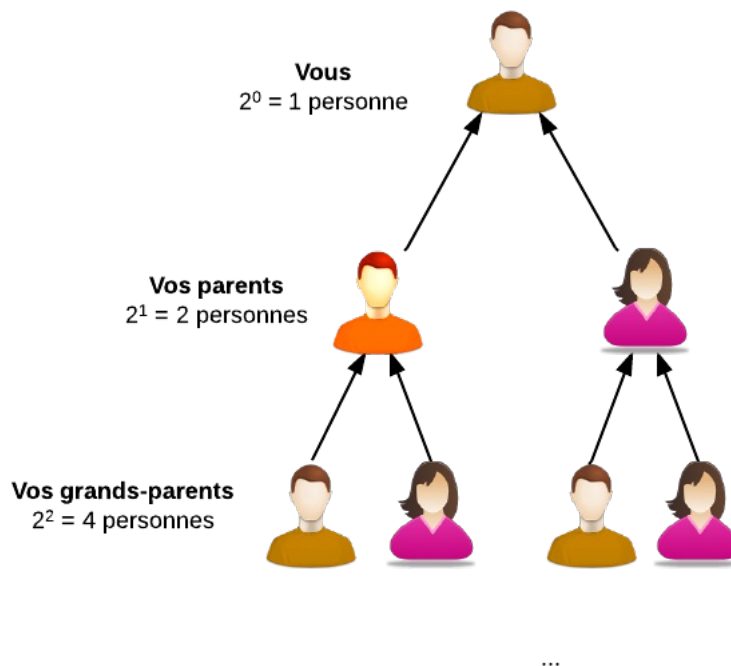 Vous
2⁰ = 1 personne
Vos parents
2¹ = 2 personnes
Vos grands-parents
2² = 4 personnes
...